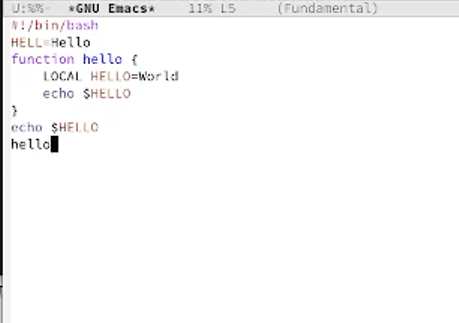 U:%%- *GNU Emacs* 11% L5 (Fundamental)
#!/bin/bash
HELL=Hello
function hello {
    LOCAL HELLO=World
    echo $HELLO
}
echo $HELLO
hello